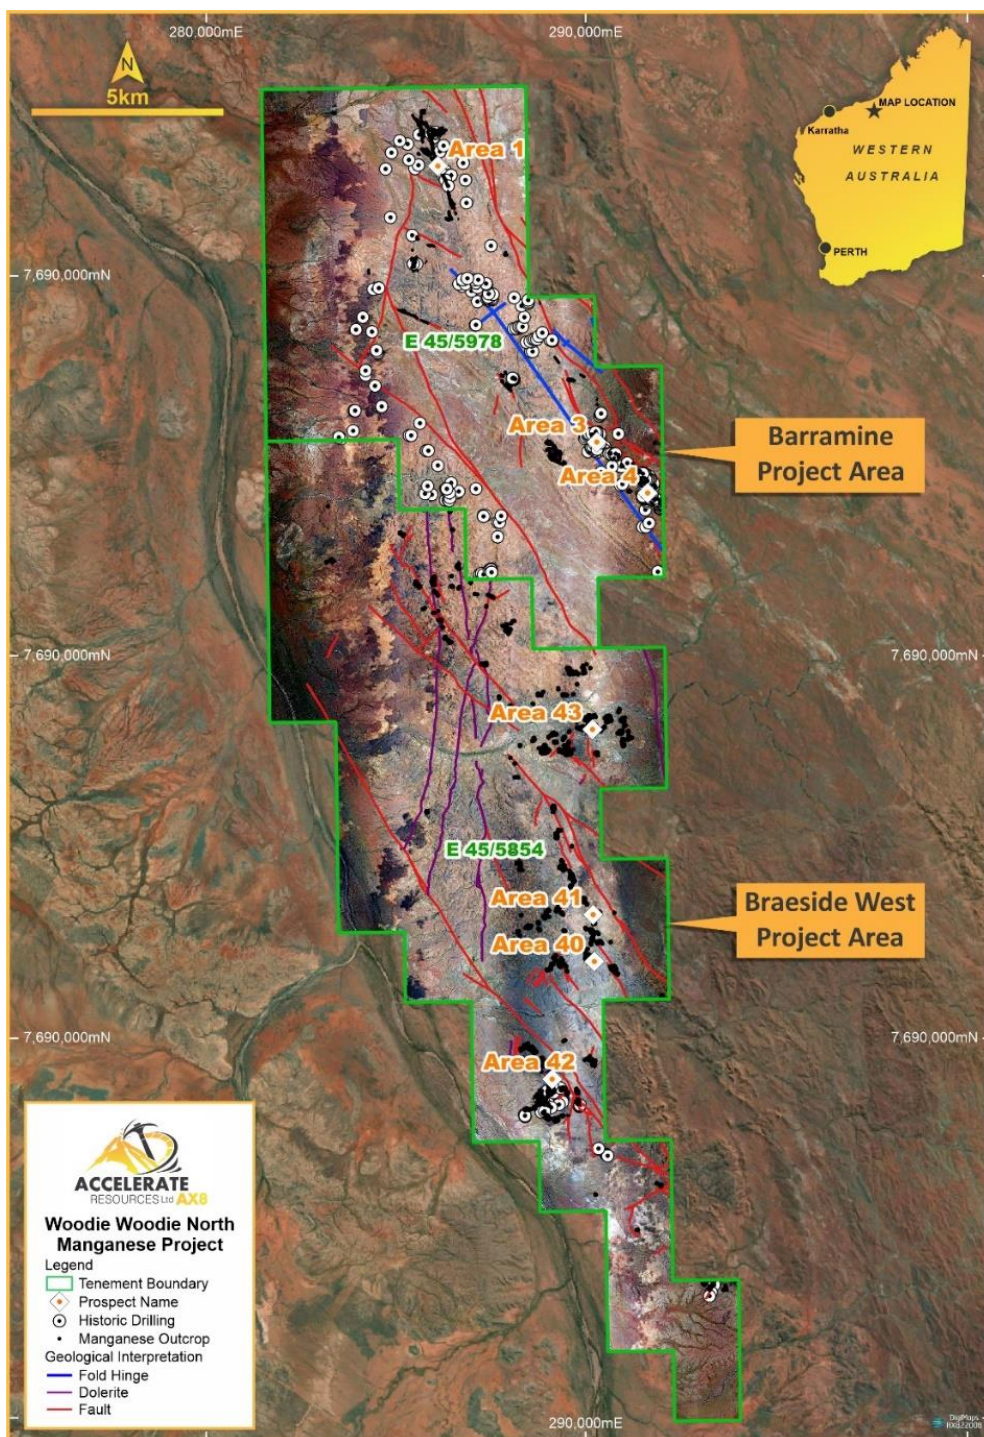 280,000mE
290,000mE
N
5km
MAP LOCATION
Karratha
WESTERN
AUSTRALIA
PERTH
Area 1
7,690,000mN
E 45/5978
Area 3
Barramine
Project Area
Area 4
7,690,000mN
7,690,000mN
Area 43
E 45/5854
Area 41
Braeside West
Project Area
Area 40
7,690,000mN
7,690,000mN
Area 42
ACCELERATE
RESOURCES Ltd AX8
Woodie Woodie North
Manganese Project
Legend
Tenement Boundary
Prospect Name
Historic Drilling
Manganese Outcrop
Geological Interpretation
Fold Hinge
Dolerite
Fault
290,000mE
DigiMaps